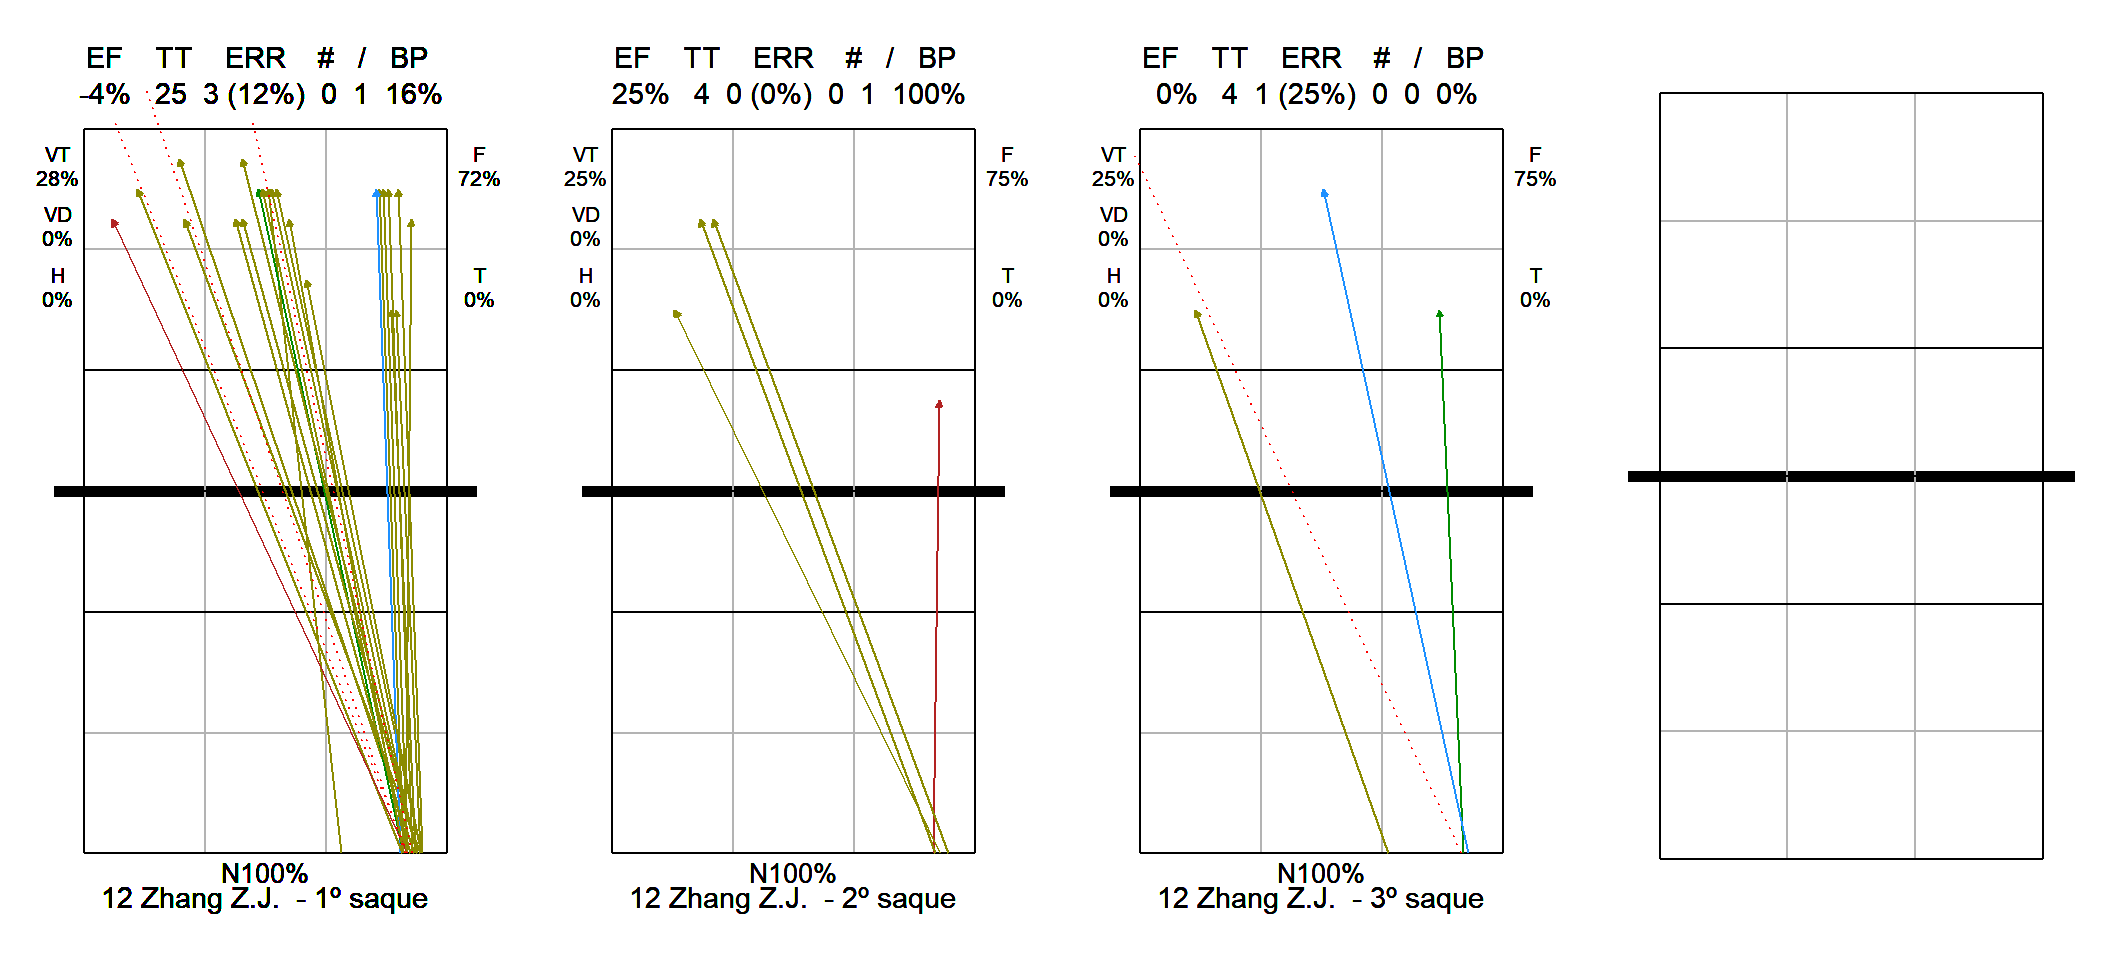 EF TT ERR # / BP
-4% 25 3 (12%) 0 1 16%
VT
28%
VD
0%
H
0%
F
72%
T
0%
N100%
12 Zhang Z.J. - 1º saque
EF TT ERR # / BP
25% 4 0 (0%) 0 1 100%
VT
25%
VD
0%
H
0%
F
75%
T
0%
N100%
12 Zhang Z.J. - 2º saque
EF TT ERR # / BP
0% 4 1 (25%) 0 0 0%
VT
25%
VD
0%
H
0%
F
75%
T
0%
N100%
12 Zhang Z.J. - 3º saque